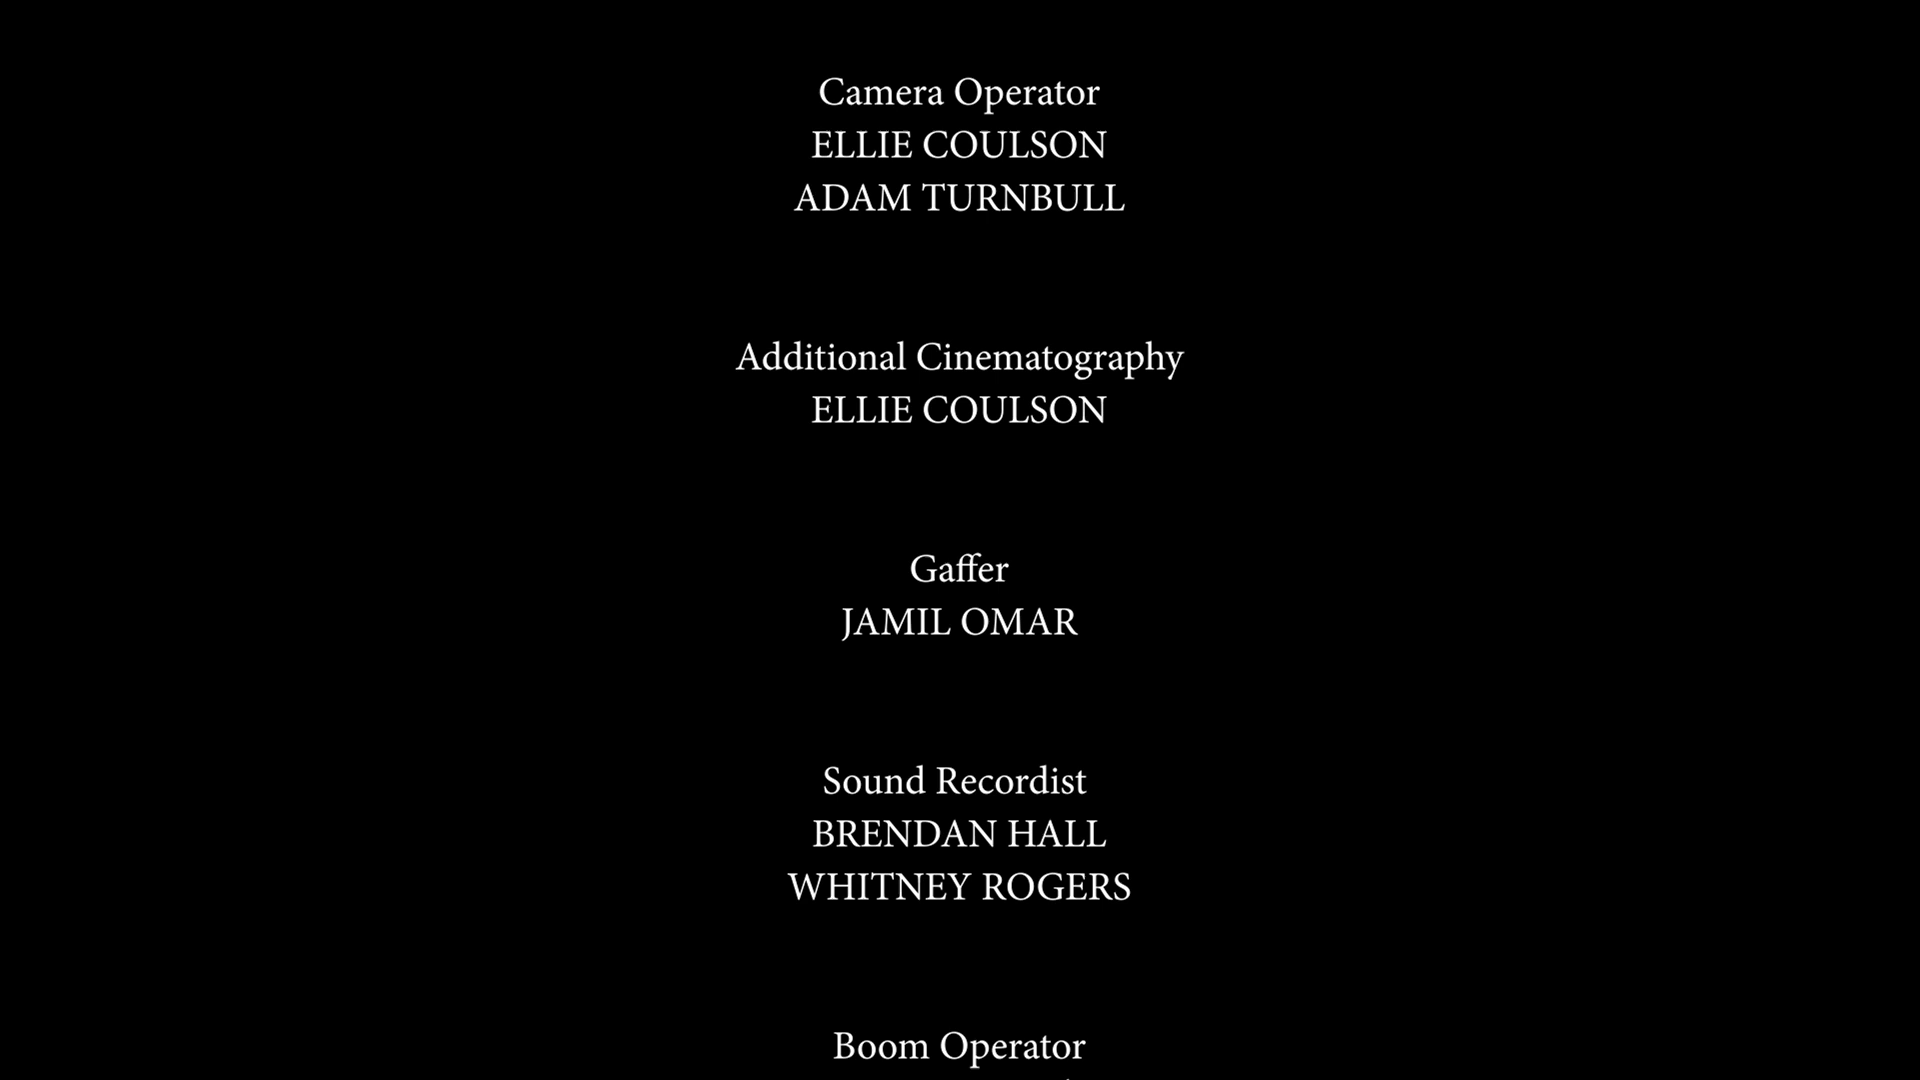 Camera Operator
ELLIE COULSON
ADAM TURNBULL
Additional Cinematography
ELLIE COULSON
Gaffer
JAMIL OMAR
Sound Recordist
BRENDAN HALL
WHITNEY ROGERS
Boom Operator